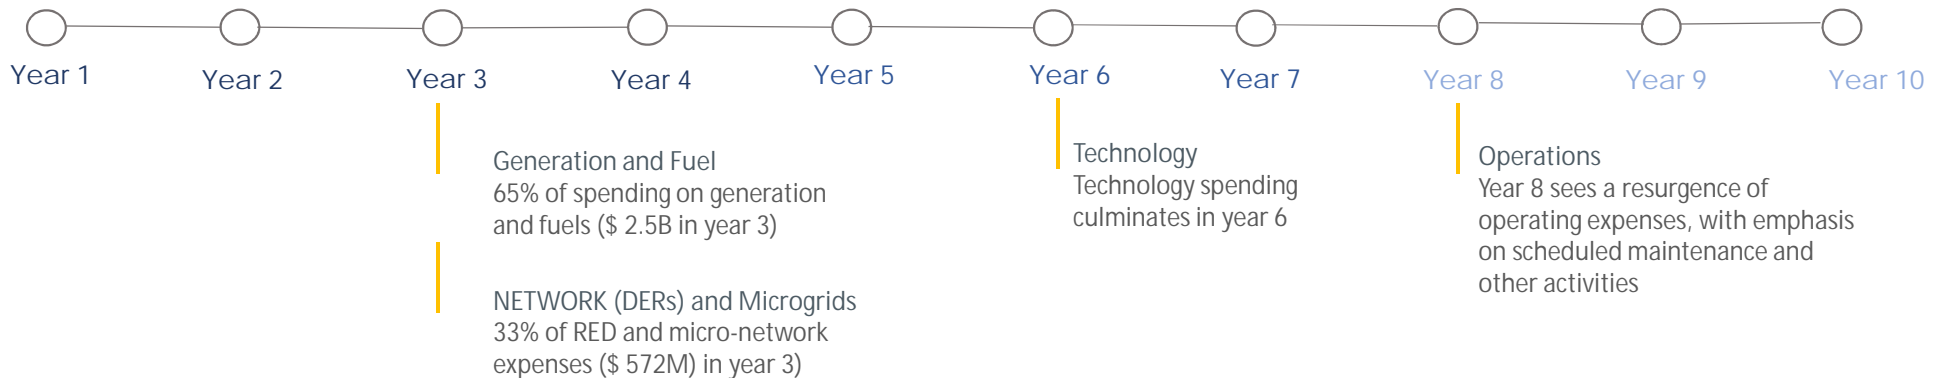 Year 1
Year 2
Year 3
Year 4
Year 5
Year 6
Year 7
Year 8
Year 9
Year 10
Generation and Fuel
65% of spending on generation
and fuels ($ 2.5B in year 3)
NETWORK (DERs) and Microgrids
33% of RED and micro-network
expenses ($ 572M) in year 3)
Technology
Technology spending
culminates in year 6
Operations
Year 8 sees a resurgence of
operating expenses, with emphasis
on scheduled maintenance and
other activities